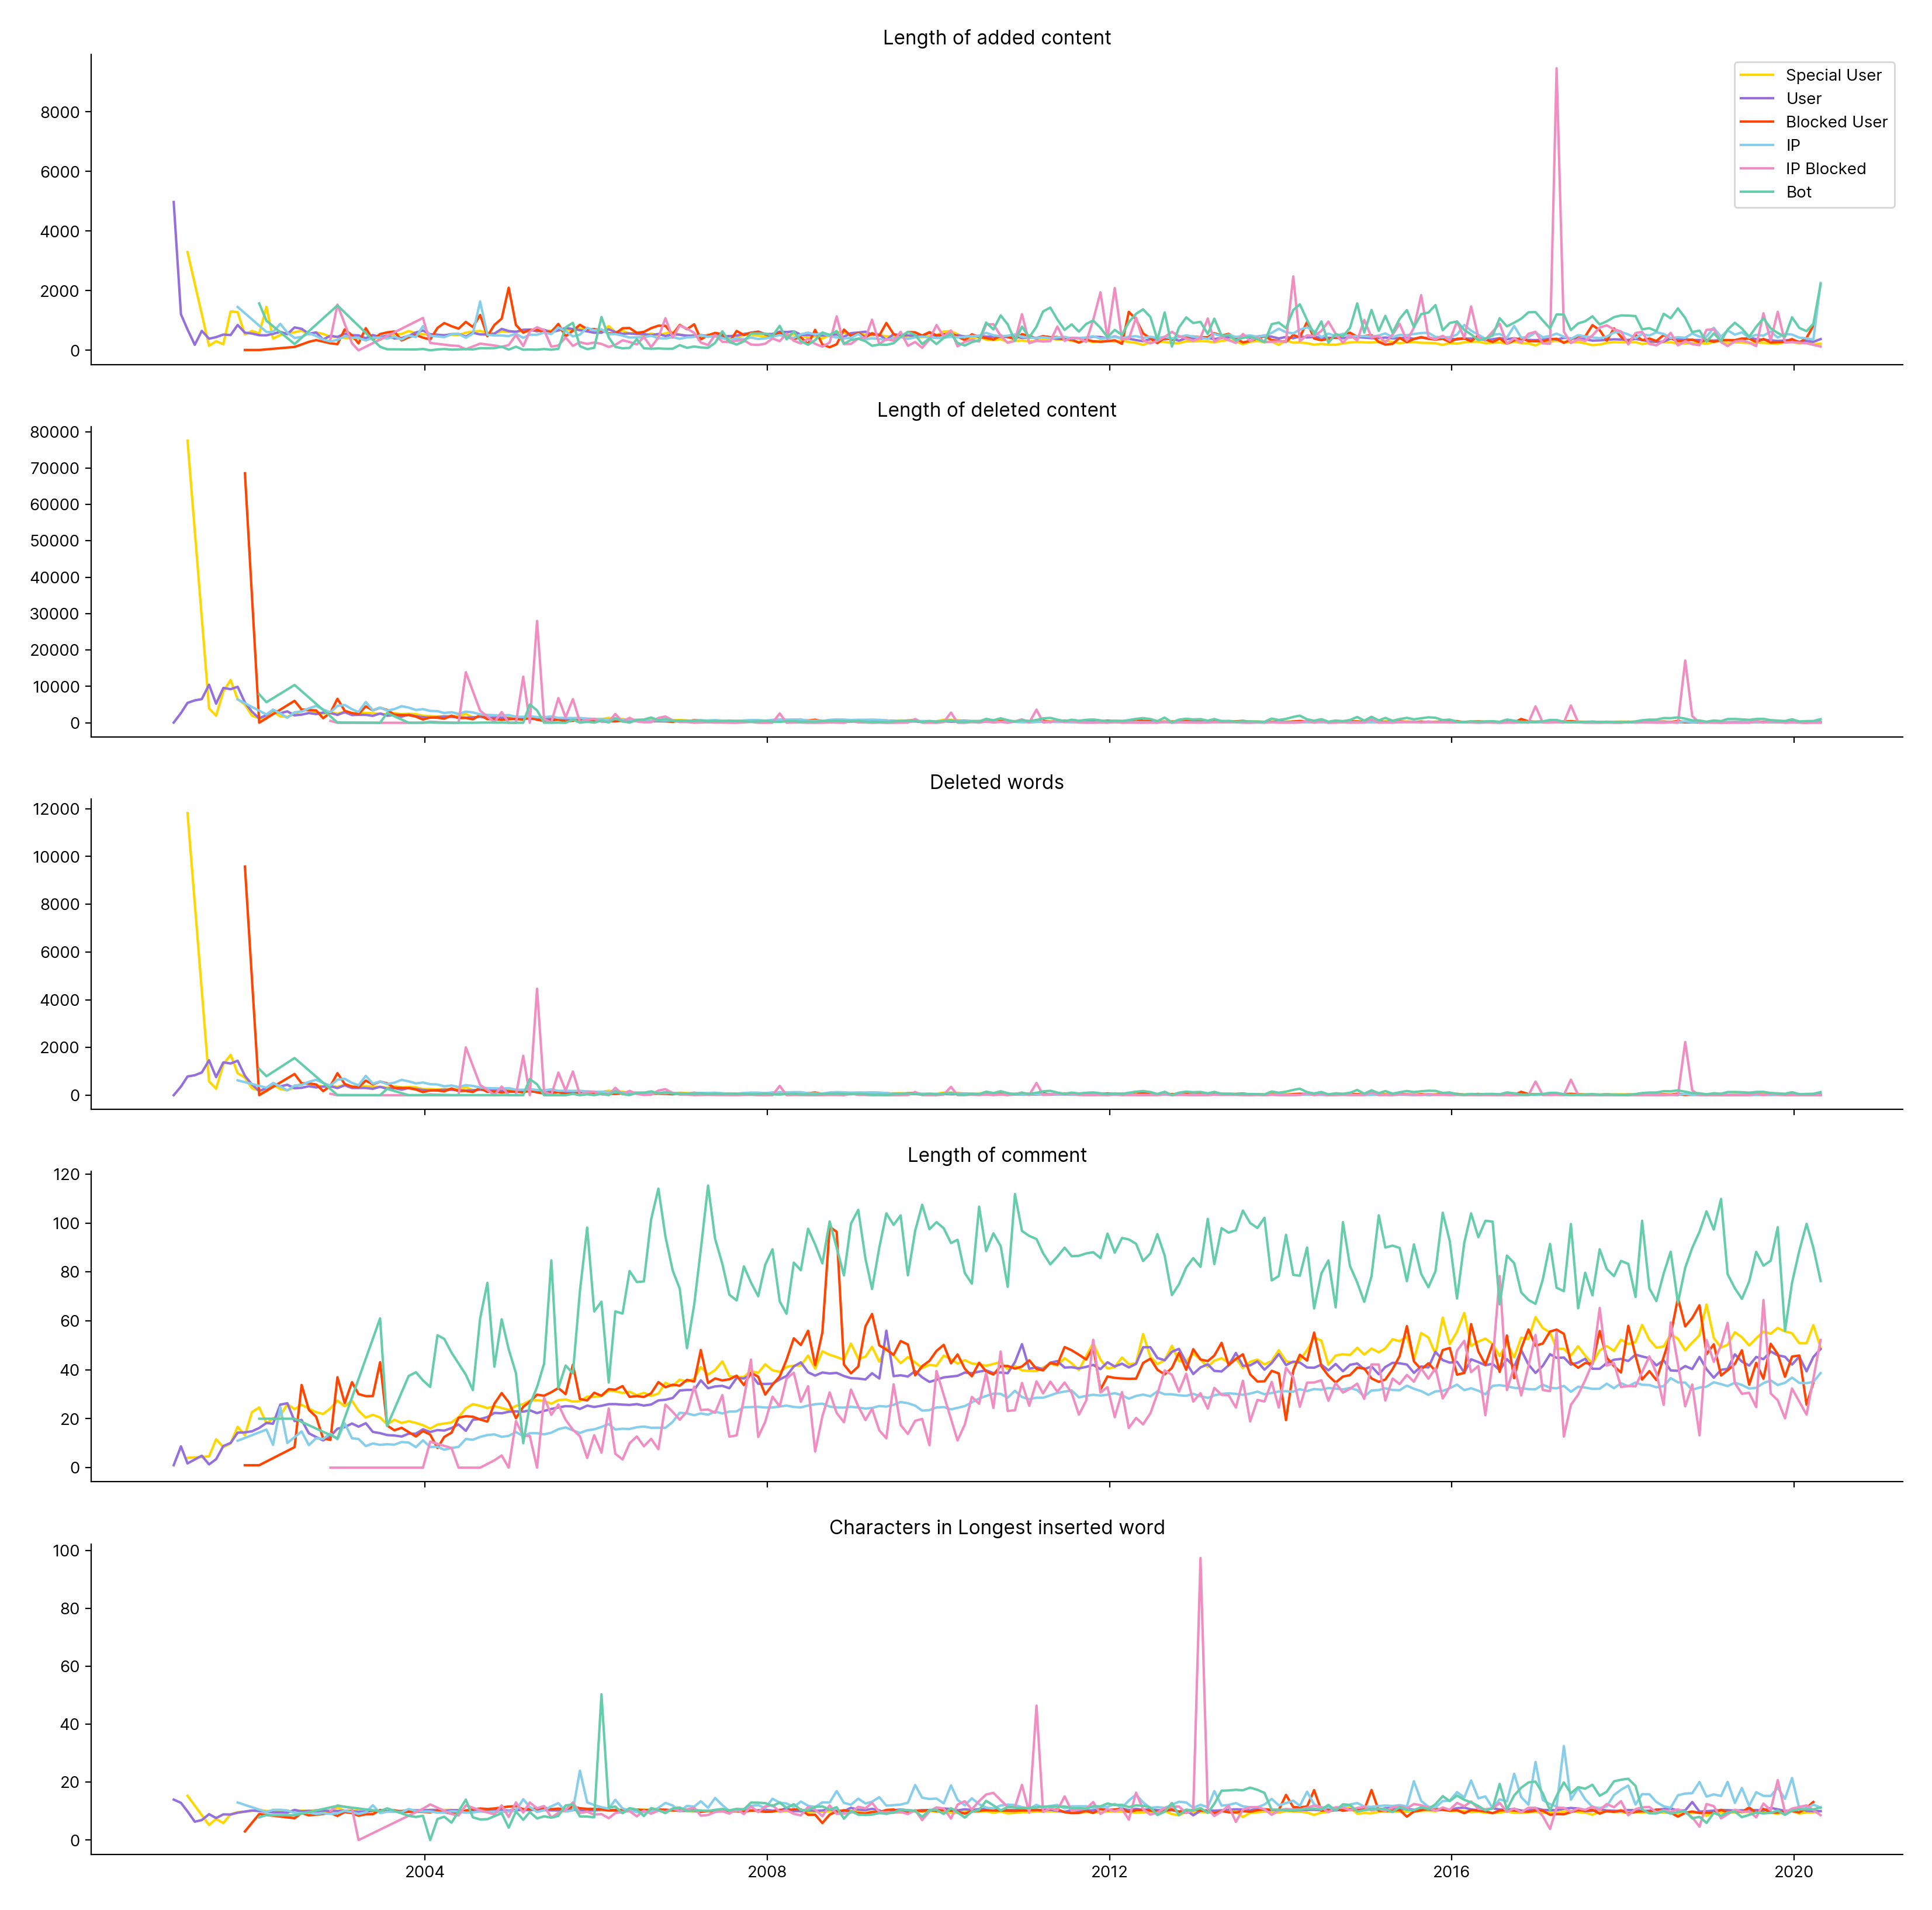 Length of added content
8000
6000
4000
2000
0
Special User
User
Blocked User
IP
IP Blocked
Bot
Length of deleted content
80000
70000
60000
50000
40000
30000
20000
10000
0
Deleted words
12000
10000
8000
6000
4000
2000
0
Length of comment
120
100
80
60
40
20
0
Characters in Longest inserted word
100
80
60
40
20
0
2004 2008 2012 2016 2020